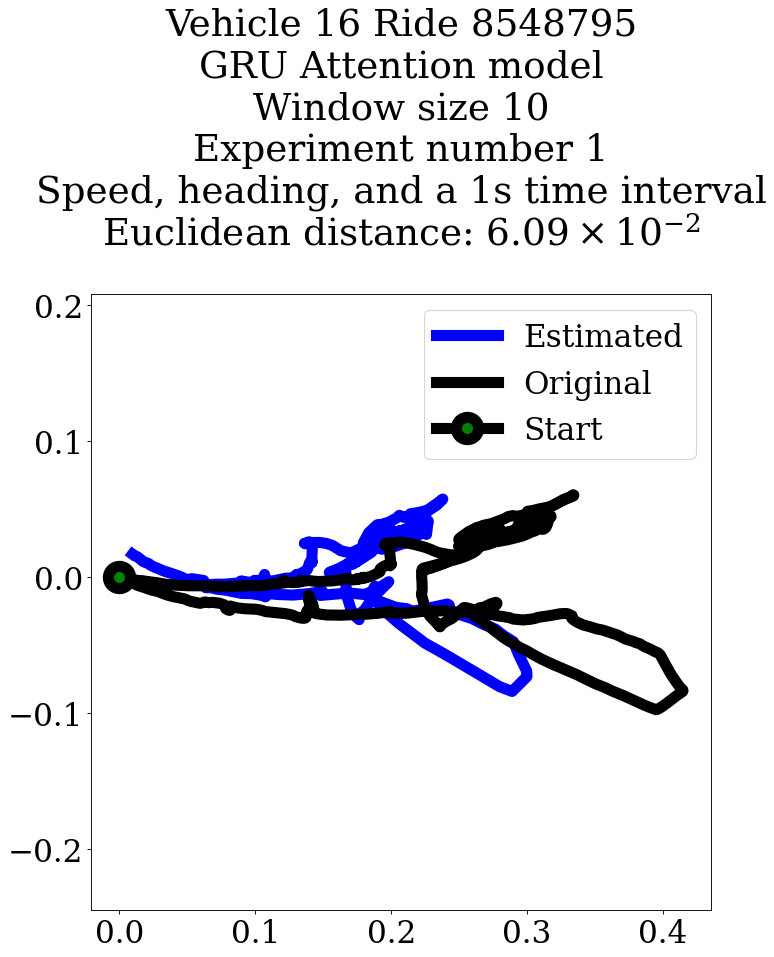 Vehicle 16 Ride 8548795
GRU Attention model
Window size 10
Experiment number 1
Speed, heading, and a 1s time interval
Euclidean distance: 6.09 × 10⁻²
Estimated
Original
Start
0.2
0.1
0.0
−0.1
−0.2
0.0 0.1 0.2 0.3 0.4